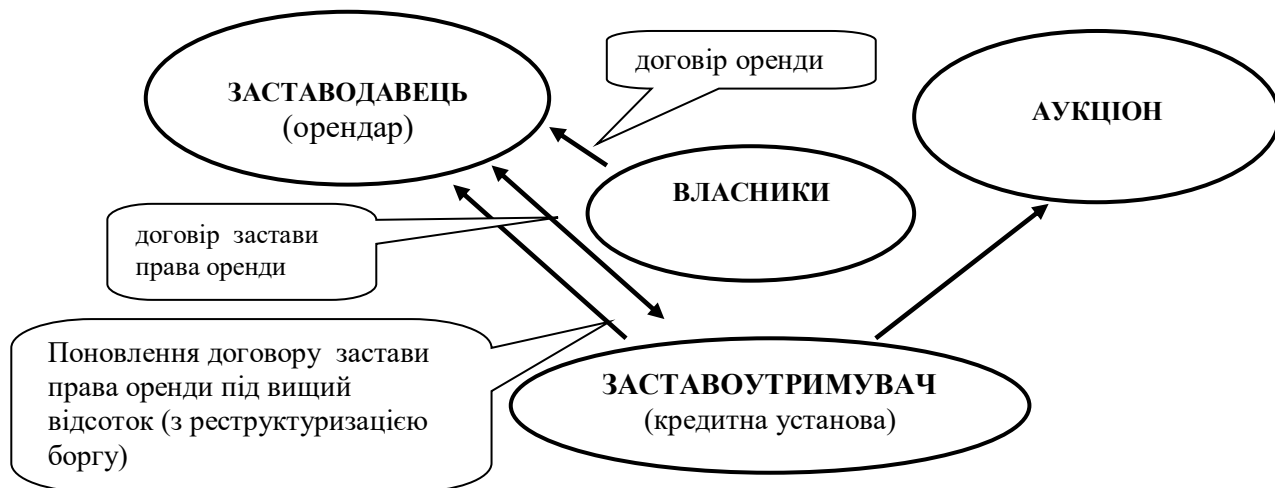 договір оренди
ЗАСТАВОДАВЕЦЬ
(орендар)
АУКЦІОН
ВЛАСНИКИ
договір застави
права оренди
Поновлення договору застави
права оренди під вищий
відсоток (з реструктуризацією
боргу)
ЗАСТАВОУТРИМУВАЧ
(кредитна установа)